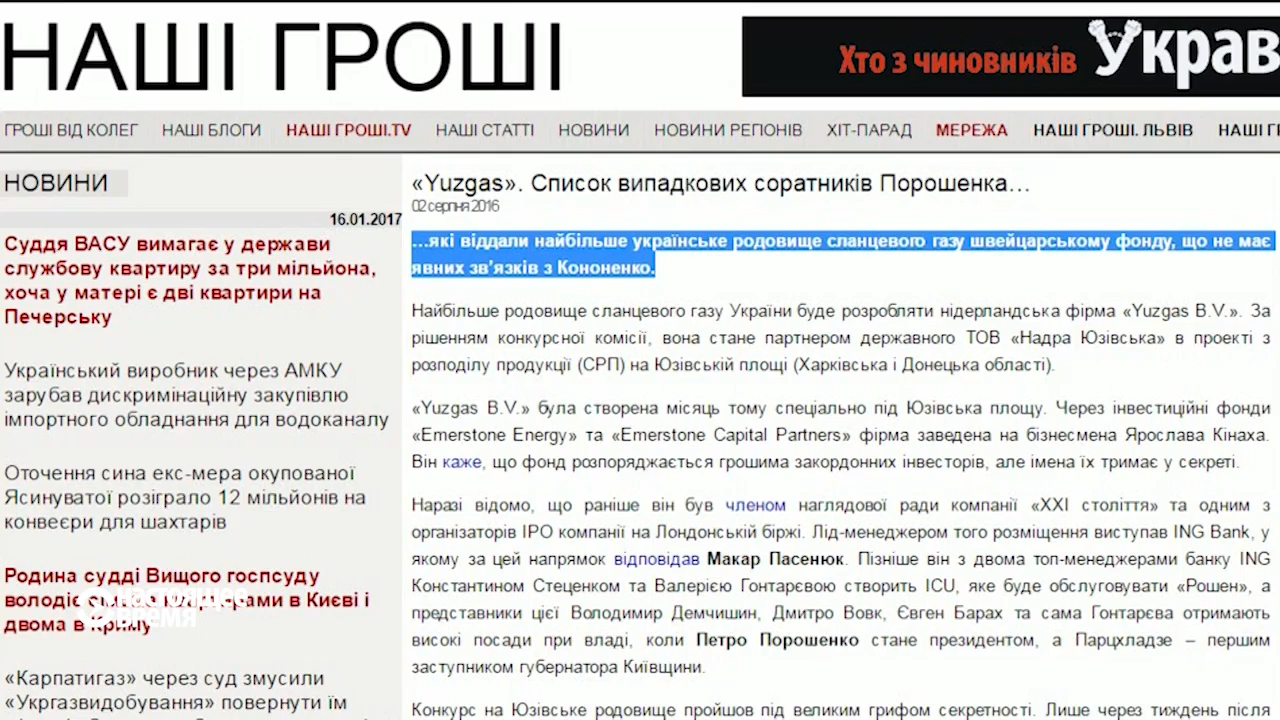 НАШІ ГРОШІ
Хто з чиновників Украв
ГРОШІ ВІД КОЛЕГ НАШІ БЛОГИ НАШІ ГРОШІ.TV НАШІ СТАТТІ НОВИНИ НОВИНИ РЕГІОНІВ ХІТ-ПАРАД МЕРЕЖА НАШІ ГРОШІ. ЛЬВІВ НАШІ Г
НОВИНИ
16.01.2017
Суддя ВАСУ вимагає у держави
службову квартиру за три мільйона,
хоча у матері є дві квартири на
Печерську
Український виробник через АМКУ
зарубав дискримінаційну закупівлю
імпортного обладнання для водоканалу
Оточення сина екс-мера окупованої
Ясинуватої розіграло 12 мільйонів на
конвеєри для шахтарів
Родина судді Вищого госпсуду
володіє ерами в Києві і
двома в Криму
настоящее
время
«Карпатигаз» через суд змусили
«Укргазвидобування» повернути їм
«Yuzgas». Список випадкових соратників Порошенка…
02 серпня 2016
…які віддали найбільше українське родовище сланцевого газу швейцарському фонду, що не має
явних зв'язків з Кононенко.
Найбільше родовище сланцевого газу України буде розробляти нідерландська фірма «Yuzgas B.V.». За
рішенням конкурсної комісії, вона стане партнером державного ТОВ «Надра Юзівська» в проекті з
розподілу продукції (СРП) на Юзівській площі (Харківська і Донецька області).
«Yuzgas B.V.» була створена місяць тому спеціально під Юзівська площу. Через інвестиційні фонди
«Emerstone Energy» та «Emerstone Capital Partners» фірма заведена на бізнесмена Ярослава Кінаха.
Він каже, що фонд розпоряджається грошима закордонних інвесторів, але імена їх тримає у секреті.
Наразі відомо, що раніше він був членом наглядової ради компанії «XXI століття» та одним з
організаторів IPO компанії на Лондонській біржі. Лід-менеджером того розміщення виступав ING Bank, у
якому за цей напрямок відповідав Макар Пасенюк. Пізніше він з двома топ-менеджерами банку ING
Константином Стеценком та Валерією Гонтарєвою створить ICU, яке буде обслуговувати «Рошен», а
представники цієї Володимир Демчишин, Дмитро Вовк, Євген Барах та сама Гонтарєва отримають
високі посади при владі, коли Петро Порошенко стане президентом, а Парцхладзе – першим
заступником губернатора Київщини.
Конкурс на Юзівське родовище пройшов під великим грифом секретності. Лише через тиждень після